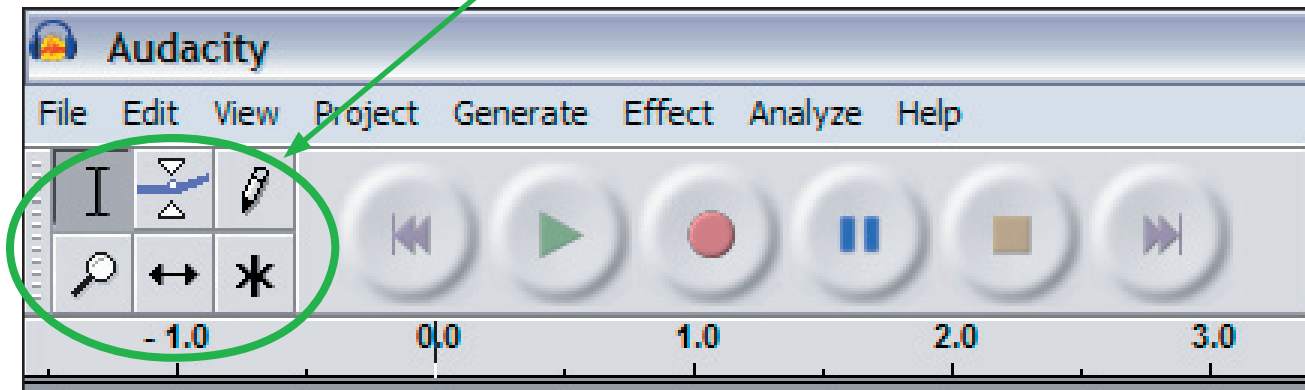 Audacity
File Edit View Project Generate Effect Analyze Help
- 1.0 0.0 1.0 2.0 3.0